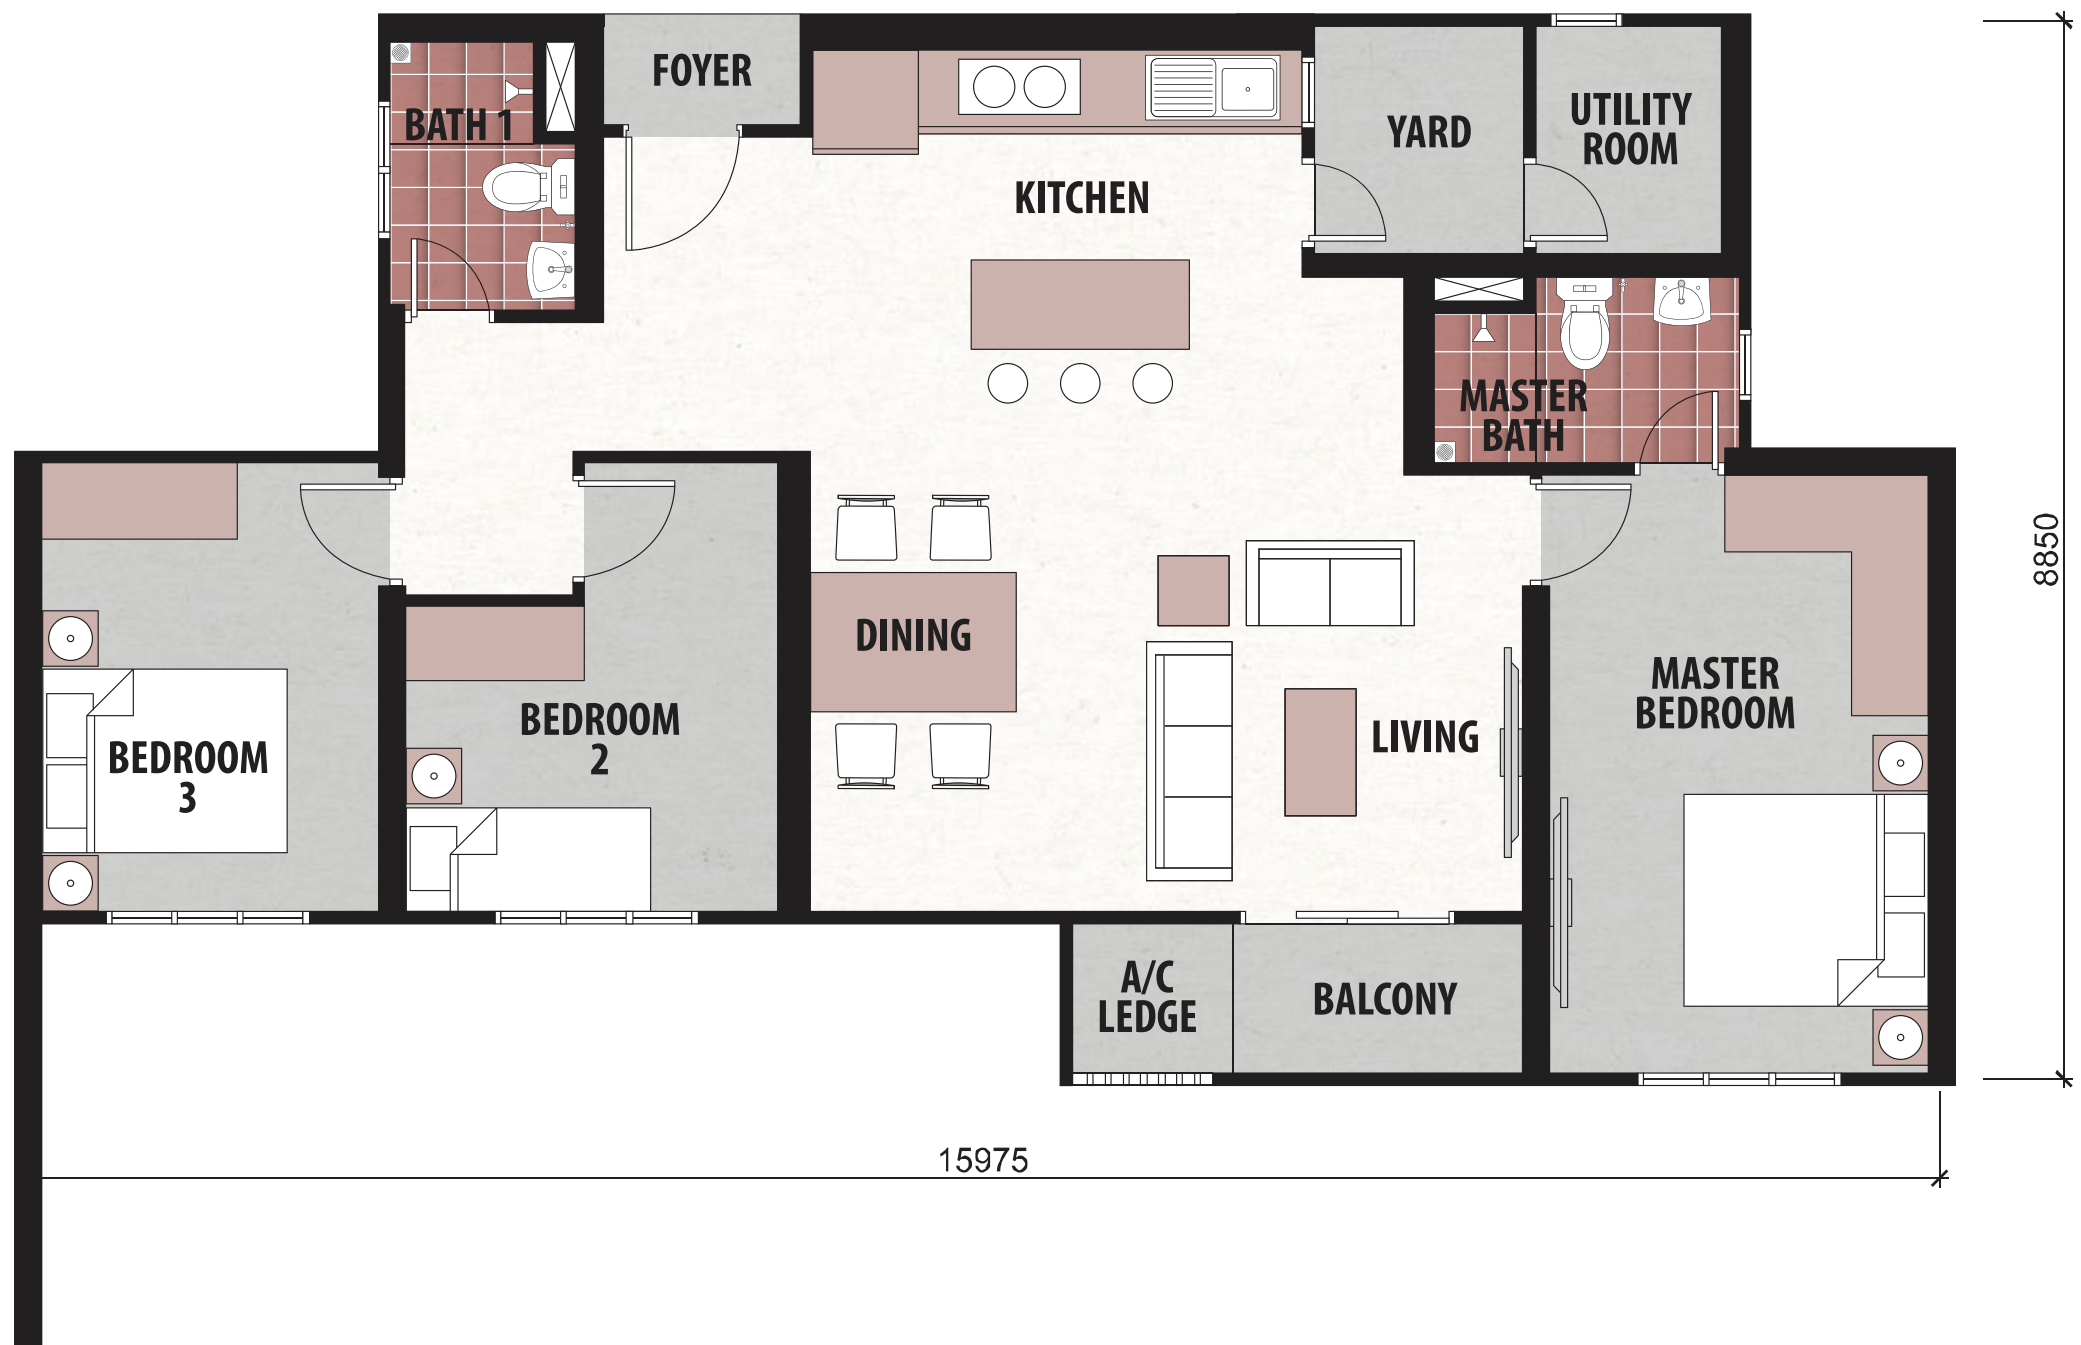 FOYER
BATH 1
YARD
UTILITY
ROOM
KITCHEN
MASTER
BATH
DINING
LIVING
MASTER
BEDROOM
BEDROOM
2
BEDROOM
3
A/C
LEDGE
BALCONY
8850
15975